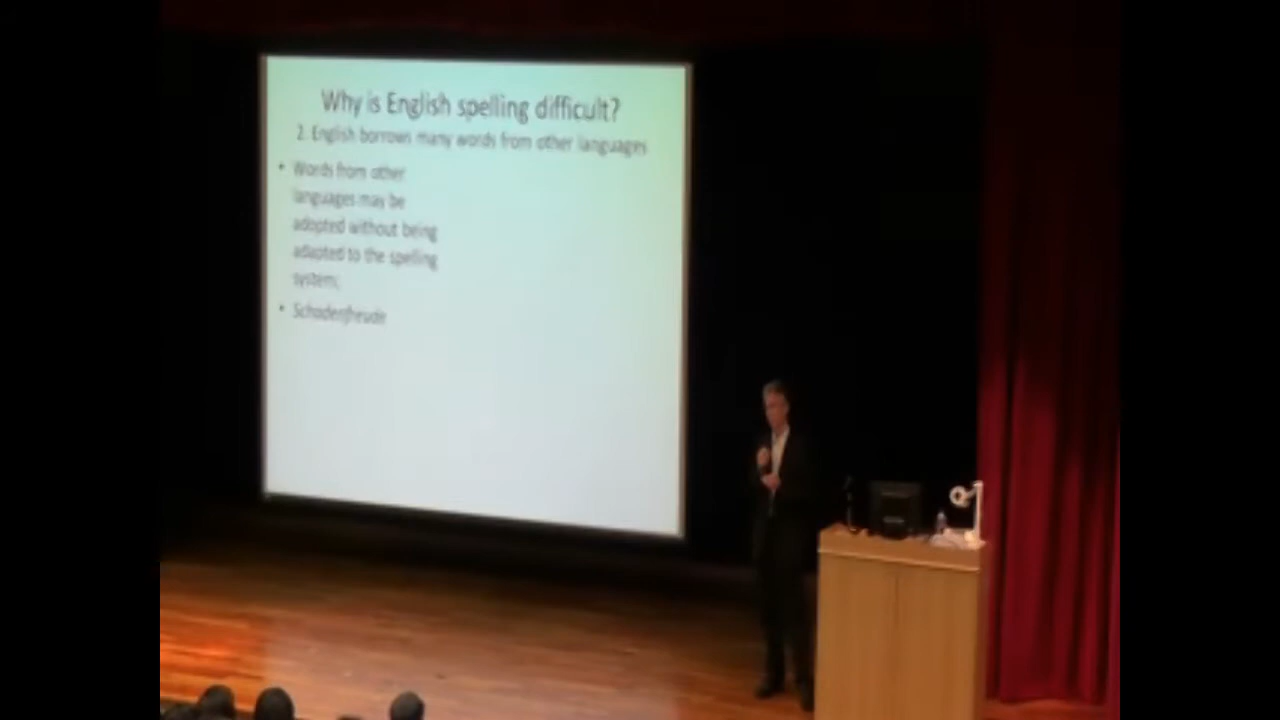 Why is English spelling difficult?
2. English borrows many words from other languages
• Words from other
languages may be
adopted without being
adapted to the spelling
system;
• Schadenfreude